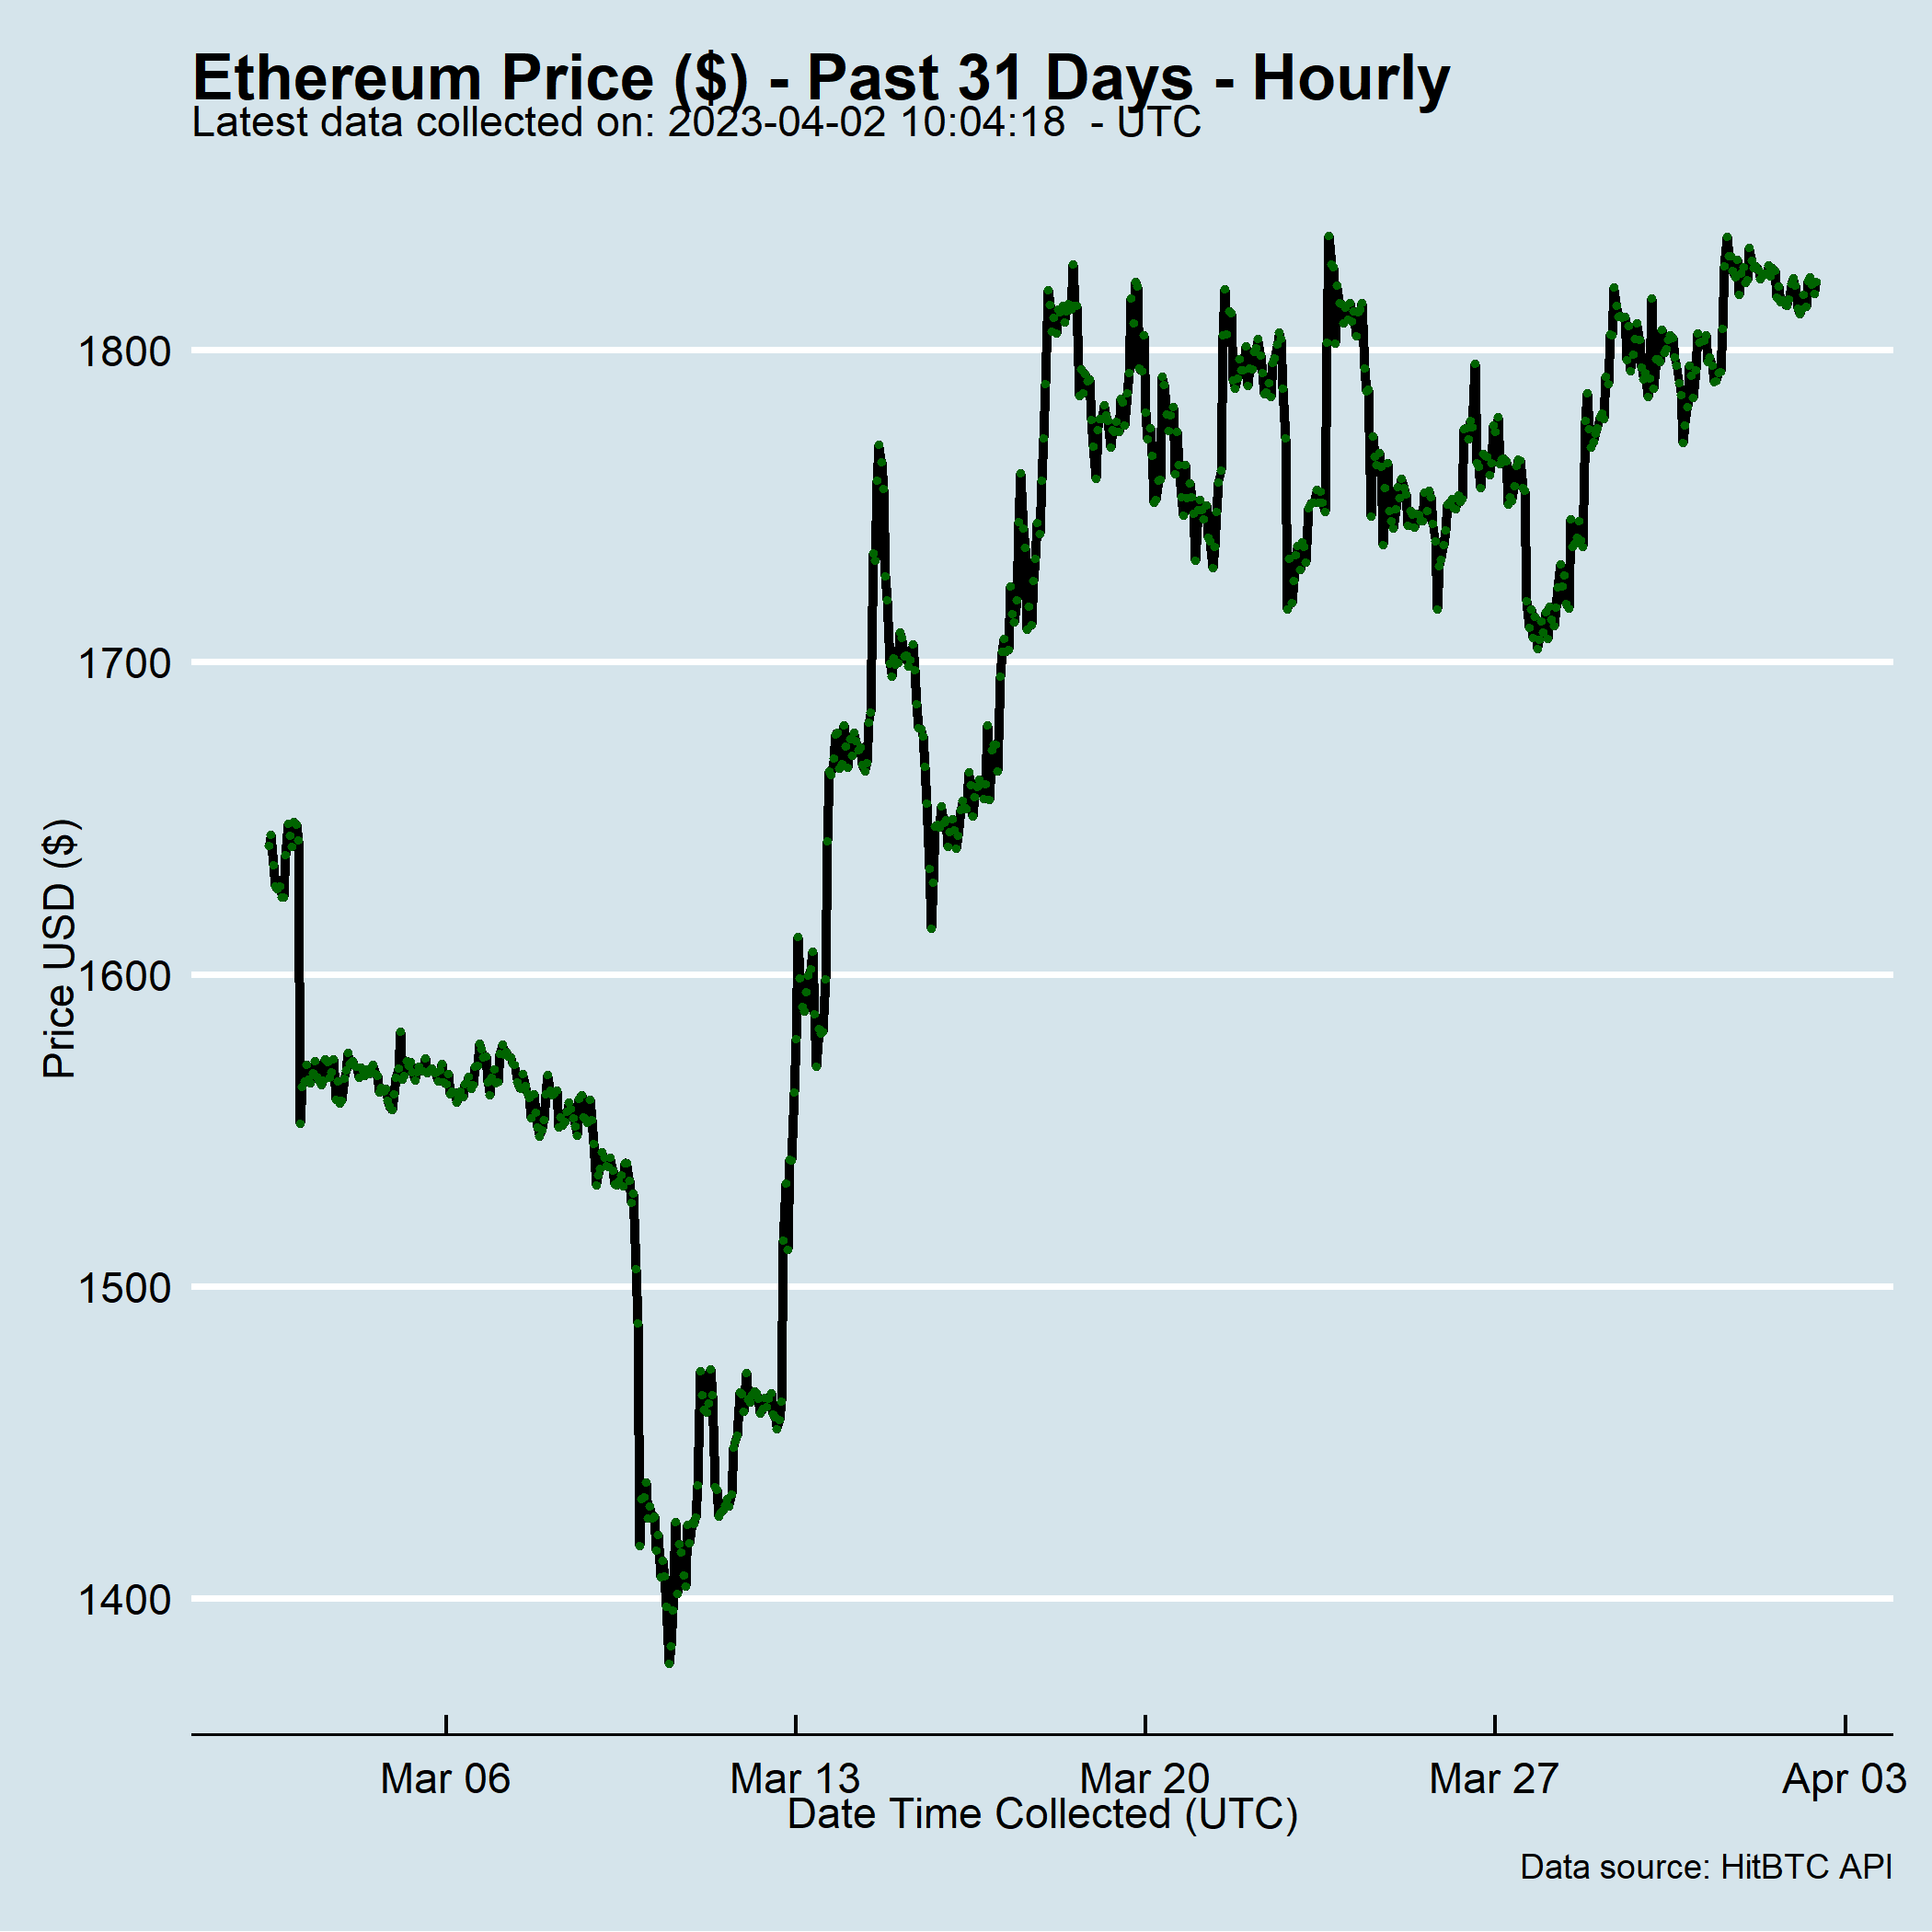 Ethereum Price ($) - Past 31 Days - Hourly
Latest data collected on: 2023-04-02 10:04:18  - UTC
Price USD ($)
1800
1700
1600
1500
1400
Mar 06 Mar 13 Mar 20 Mar 27 Apr 03
Date Time Collected (UTC)
Data source: HitBTC API